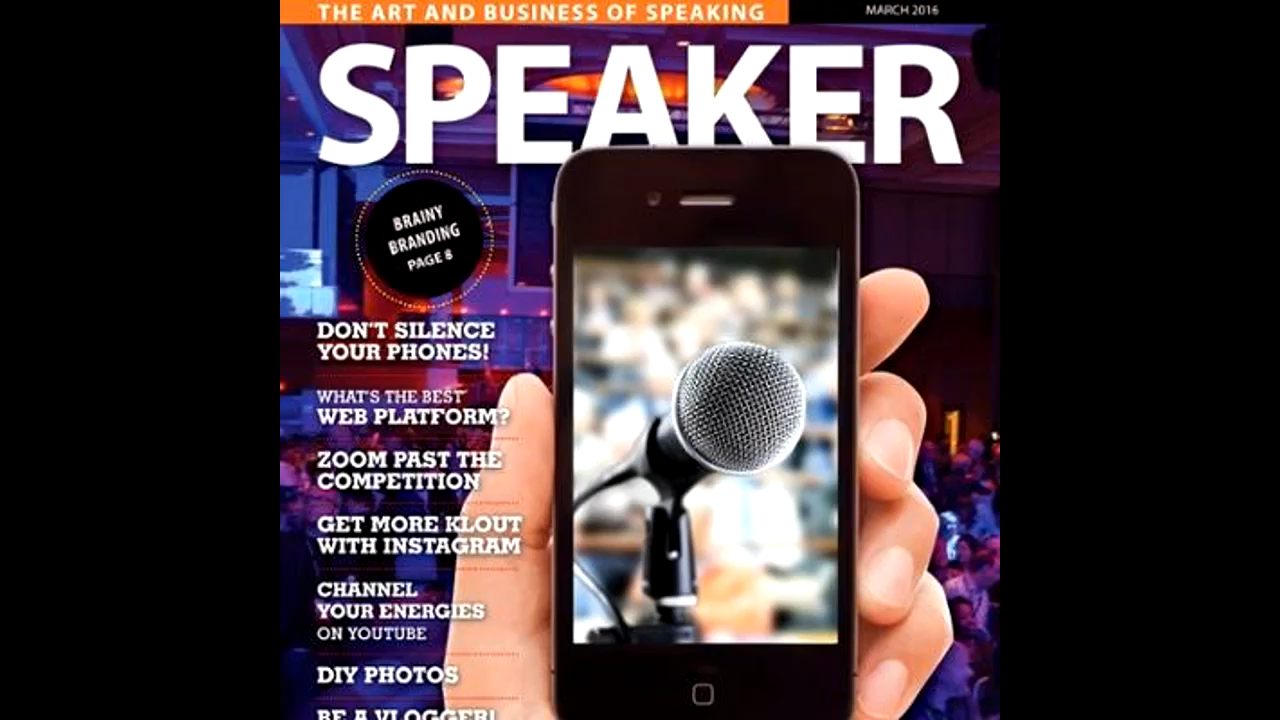 THE ART AND BUSINESS OF SPEAKING
MARCH 2016
SPEAKER
BRAINY
BRANDING
PAGE 8
DON'T SILENCE
YOUR PHONES!
WHAT'S THE BEST
WEB PLATFORM?
ZOOM PAST THE
COMPETITION
GET MORE KLOUT
WITH INSTAGRAM
CHANNEL
YOUR ENERGIES
ON YOUTUBE
DIY PHOTOS
BE A VLOGGER!